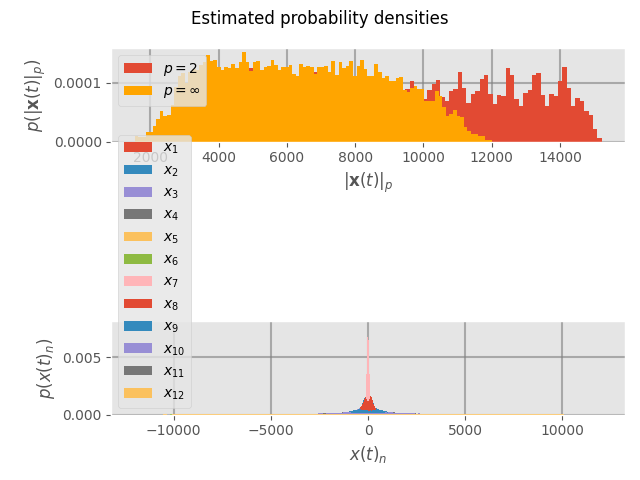 Estimated probability densities
p(|𝐱(t)|ₚ)
0.0001
0.0000
p = 2
p = ∞
2000 4000 6000 8000 10000 12000 14000
|𝐱(t)|ₚ
x₁
x₂
x₃
x₄
x₅
x₆
x₇
x₈
x₉
x₁₀
x₁₁
x₁₂
p(x(t)ₙ)
0.005
0.000
−10000 −5000 0 5000 10000
x(t)ₙ